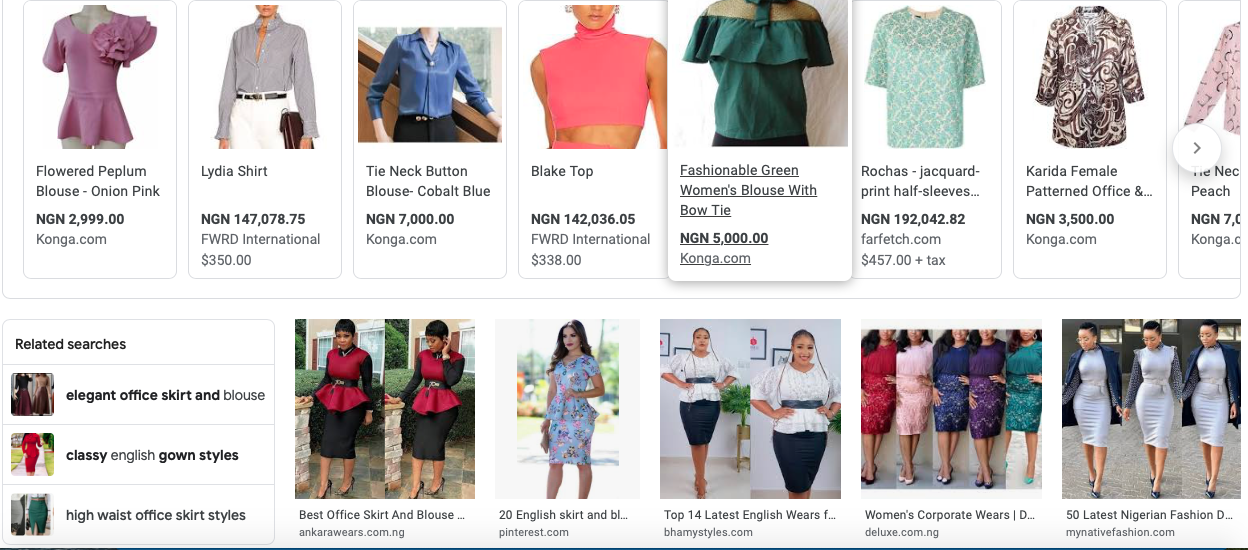 Flowered Peplum
Blouse - Onion Pink
NGN 2,999.00
Konga.com
Lydia Shirt
NGN 147,078.75
FWRD International
$350.00
Tie Neck Button
Blouse- Cobalt Blue
NGN 7,000.00
Konga.com
Blake Top
NGN 142,036.05
FWRD International
$338.00
Fashionable Green
Women's Blouse With
Bow Tie
NGN 5,000.00
Konga.com
Rochas - jacquard-
print half-sleeves...
NGN 192,042.82
farfetch.com
$457.00 + tax
Karida Female
Patterned Office &...
NGN 3,500.00
Konga.com
Tie Nec
Peach
NGN 7,0
Konga.c
Related searches
elegant office skirt and blouse
classy english gown styles
high waist office skirt styles
Best Office Skirt And Blouse ...
ankarawears.com.ng
20 English skirt and bl...
pinterest.com
Top 14 Latest English Wears f...
bhamystyles.com
Women's Corporate Wears | D...
deluxe.com.ng
50 Latest Nigerian Fashion D...
mynativefashion.com